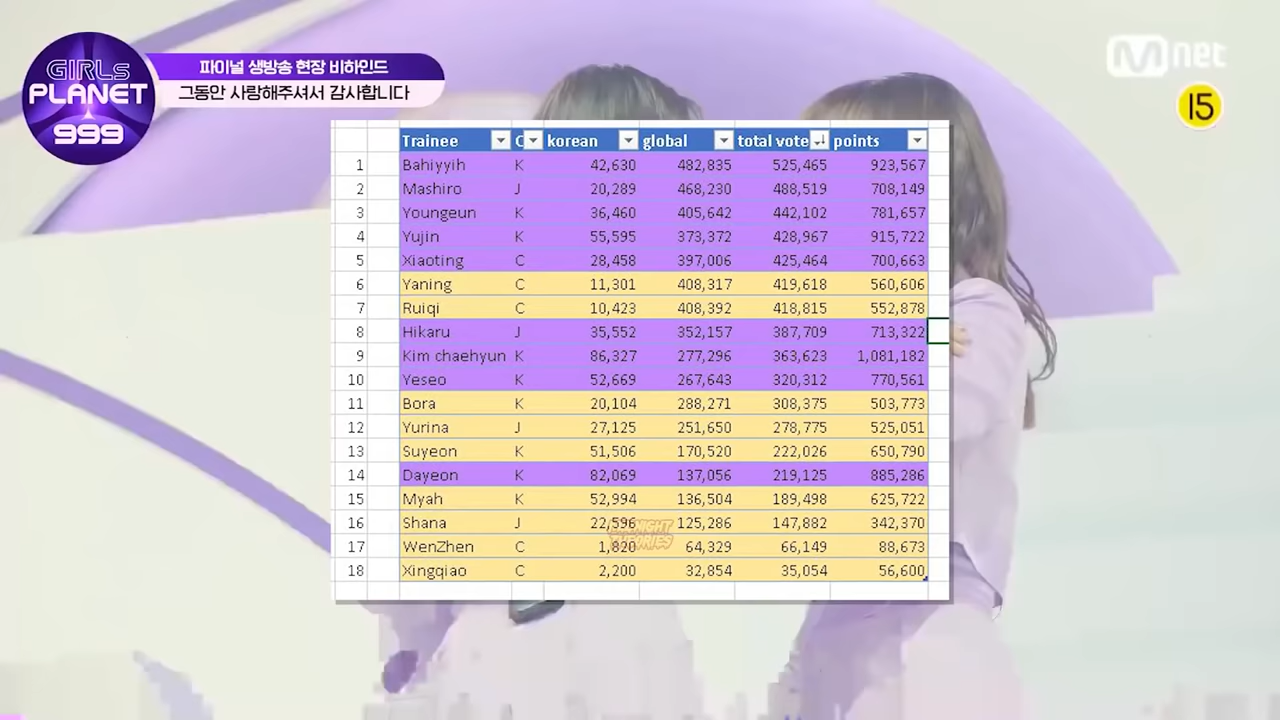 GIRLS
PLANET
999
파이널 생방송 현장 비하인드
그동안 사랑해주셔서 감사합니다
Mnet
15
Trainee C korean global total vote points
1 Bahiyyih K 42,630 482,835 525,465 923,567
2 Mashiro J 20,289 468,230 488,519 708,149
3 Youngeun K 36,460 405,642 442,102 781,657
4 Yujin K 55,595 373,372 428,967 915,722
5 Xiaoting C 28,458 397,006 425,464 700,663
6 Yaning C 11,301 408,317 419,618 560,606
7 Ruiqi C 10,423 408,392 418,815 552,878
8 Hikaru J 35,552 352,157 387,709 713,322
9 Kim chaehyun K 86,327 277,296 363,623 1,081,182
10 Yeseo K 52,669 267,643 320,312 770,561
11 Bora K 20,104 288,271 308,375 503,773
12 Yurina J 27,125 251,650 278,775 525,051
13 Suyeon K 51,506 170,520 222,026 650,790
14 Dayeon K 82,069 137,056 219,125 885,286
15 Myah K 52,994 136,504 189,498 625,722
16 Shana J 22,596 125,286 147,882 342,370
17 WenZhen C 1,820 64,329 66,149 88,673
18 Xingqiao C 2,200 32,854 35,054 56,600